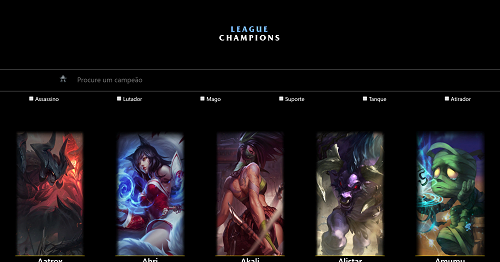 LEAGUE
CHAMPIONS
Procure um campeão
Assassino Lutador Mago Suporte Tanque Atirador
Aatrox Ahri Akali Alistar Amumu